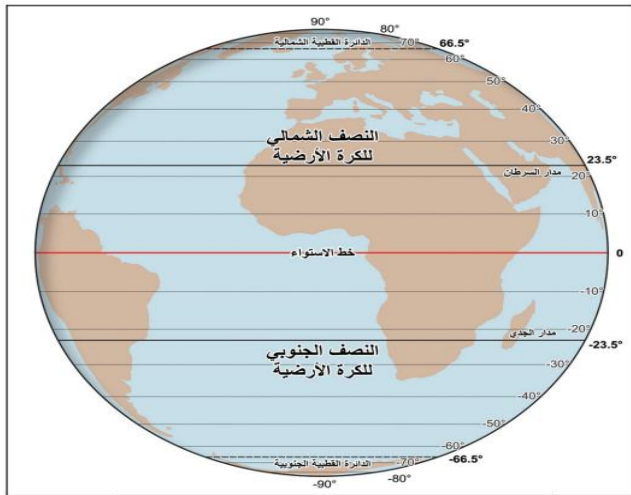 90°
80°
الدائرة القطبية الشمالية
70°
66.5°
60°
50°
40°
النصف الشمالي
للكرة الأرضية
30°
23.5°
مدار السرطان
20°
10°
خط الاستواء
0
-10°
-20°
مدار الجدي
-23.5°
النصف الجنوبي
للكرة الأرضية
-30°
-40°
-50°
-60°
-66.5°
الدائرة القطبية الجنوبية
-70°
-80°
-90°